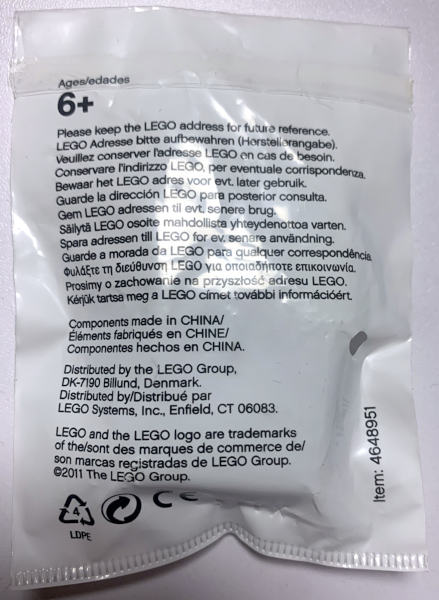 Ages/edades
6+
Please keep the LEGO address for future reference.
LEGO Adresse bitte aufbewahren (Herstellerangabe).
Veuillez conserver l'adresse LEGO en cas de besoin.
Conservare l'indirizzo LEGO, per eventuale corrispondenza.
Bewaar het LEGO adres voor evt. later gebruik.
Guarde la dirección LEGO para posterior consulta.
Gem LEGO adressen til evt. senere brug.
Säilytä LEGO osoite mahdollista yhteydenottoa varten.
Spara adressen till LEGO for ev. senare användning.
Guarde a morada da LEGO para qualquer correspondência.
Φυλάξτε τη διεύθυνση LEGO για οποιαδήποτε επικοινωνία.
Prosimy o zachowanie na przyszłość adresu LEGO.
Kérjük tartsa meg a LEGO címet további információért.
Components made in CHINA/
Éléments fabriqués en CHINE/
Componentes hechos en CHINA.
Distributed by the LEGO Group,
DK-7190 Billund, Denmark.
Distributed by/Distribué par
LEGO Systems, Inc., Enfield, CT 06083.
LEGO and the LEGO logo are trademarks
of the/sont des marques de commerce de/
son marcas registradas de LEGO Group.
©2011 The LEGO Group.
4
LDPE
CE
Item: 4648951